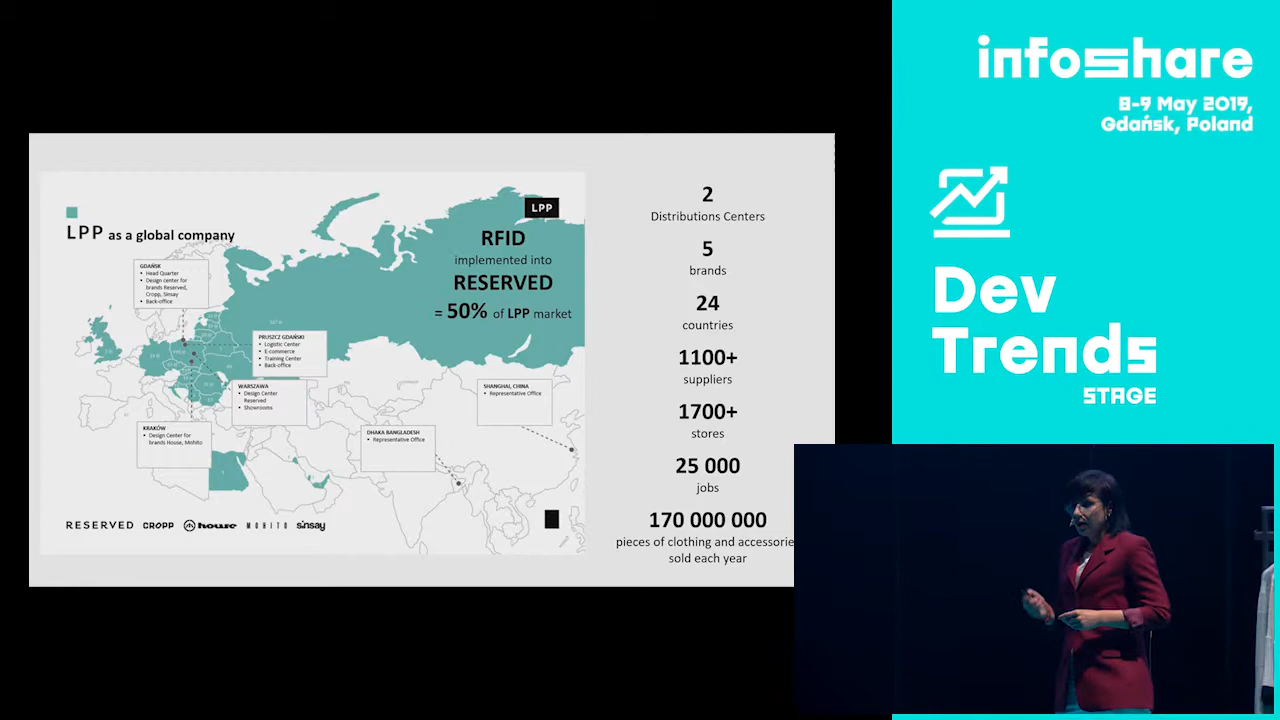 LPP as a global company
LPP
RFID
implemented into
RESERVED
= 50% of LPP market
GDAŃSK
• Head Quarter
• Design center for
brands Reserved,
Cropp, Sinsay
• Back-office
PRUSZCZ GDAŃSKI
• Logistic Center
• E-commerce
• Training Center
• Back-office
WARSZAWA
• Design Center
Reserved
• Showrooms
KRAKÓW
• Design Center for
brands House, Mohito
DHAKA BANGLADESH
• Representative Office
SHANGHAI, CHINA
• Representative Office
RESERVED CROPP house MOHITO sinsay
2
Distributions Centers
5
brands
24
countries
1100+
suppliers
1700+
stores
25 000
jobs
170 000 000
pieces of clothing and accessorie
sold each year
infoshare
8-9 May 2019,
Gdańsk, Poland
Dev
Trends
STAGE